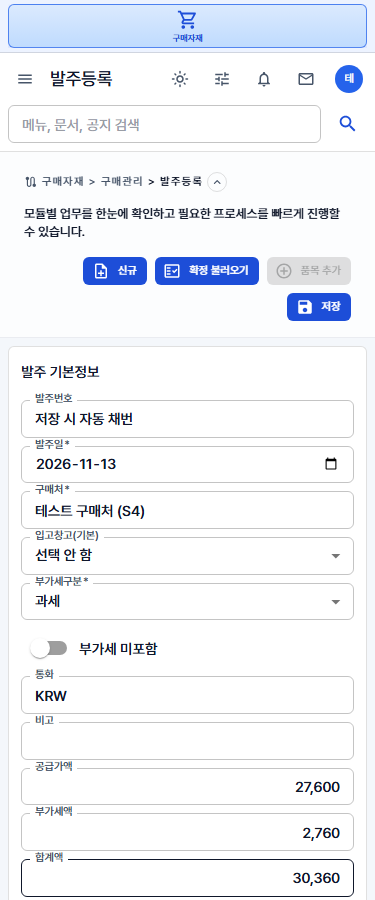 구매자재
발주등록
테
메뉴, 문서, 공지 검색
구매자재 > 구매관리 > 발주등록
모듈별 업무를 한눈에 확인하고 필요한 프로세스를 빠르게 진행할
수 있습니다.
신규
확정 불러오기
품목 추가
저장
발주 기본정보
발주번호
저장 시 자동 채번
발주일 *
2026-11-13
구매처 *
테스트 구매처 (S4)
입고창고(기본)
선택 안 함
부가세구분 *
과세
부가세 미포함
통화
KRW
비고
공급가액
27,600
부가세액
2,760
합계액
30,360